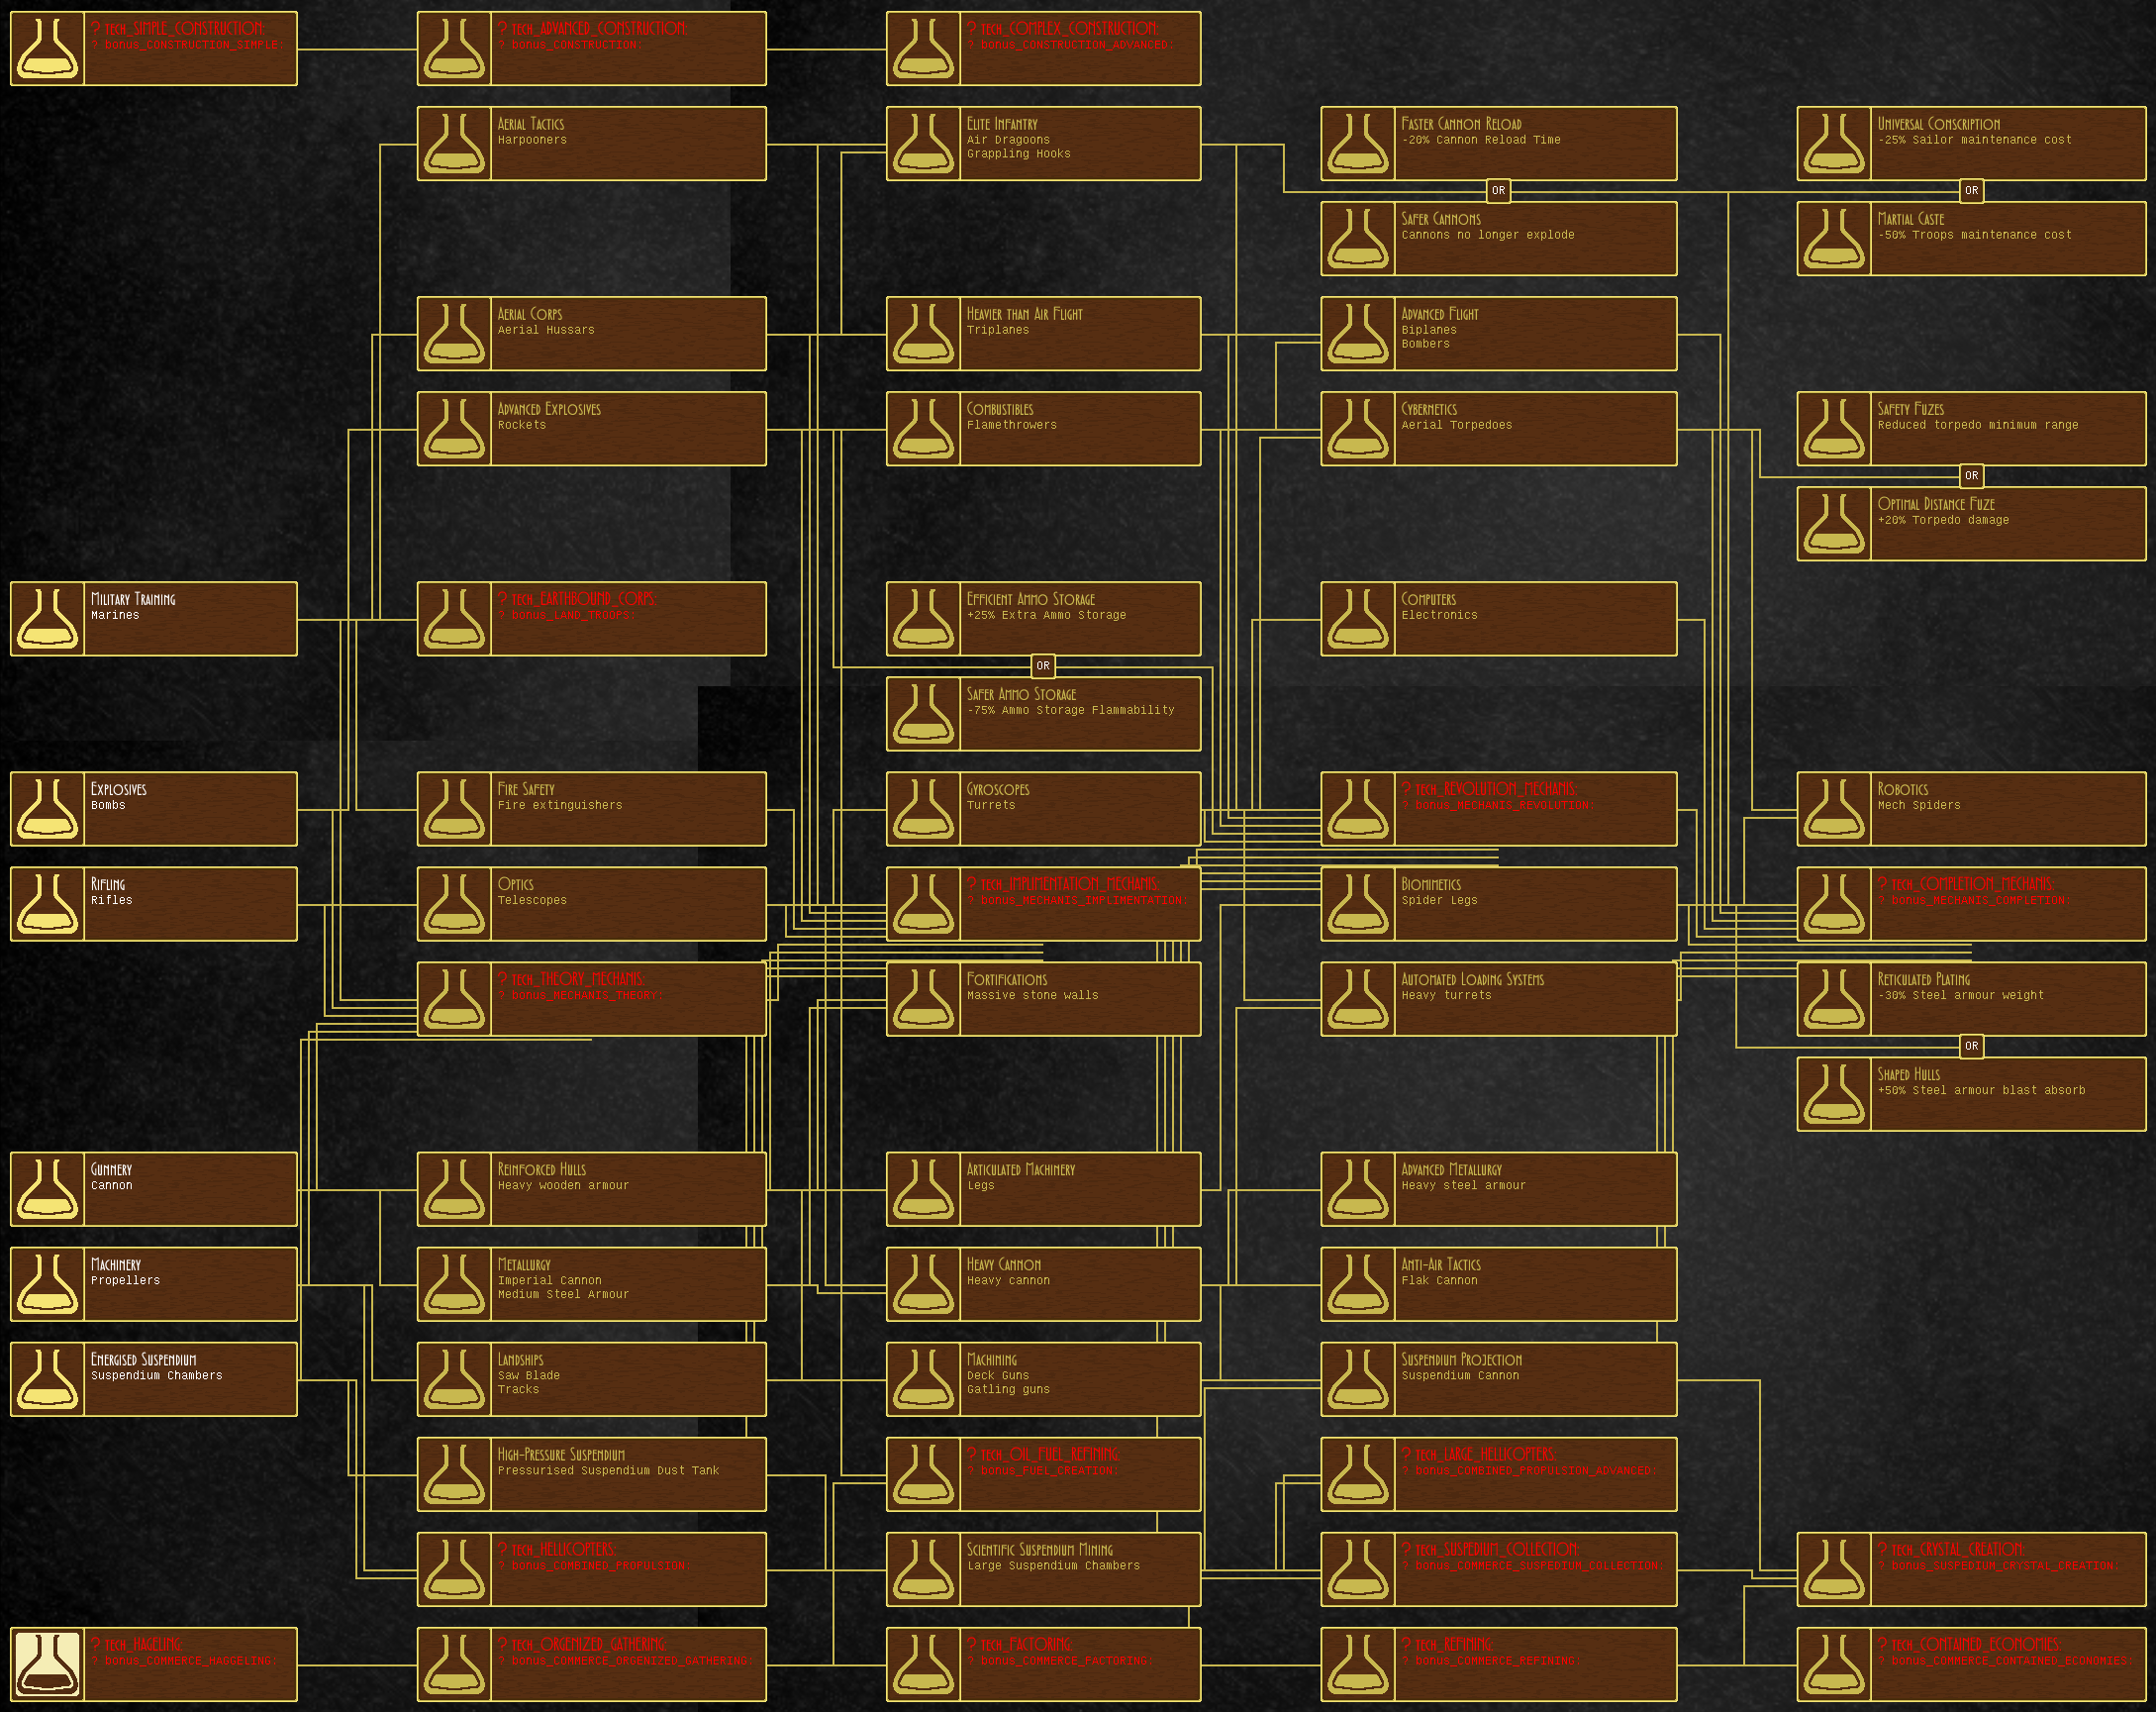 ? tech_SIMPLE_CONSTRUCTION:
? bonus_CONSTRUCTION_SIMPLE:
? tech_ADVANCED_CONSTRUCTION:
? bonus_CONSTRUCTION:
? tech_COMPLEX_CONSTRUCTION:
? bonus_CONSTRUCTION_ADVANCED:
Aerial Tactics
Harpooners
Elite Infantry
Air Dragoons
Grappling Hooks
Faster Cannon Reload
-20% Cannon Reload Time
Universal Conscription
-25% Sailor maintenance cost
OR
OR
Safer Cannons
Cannons no longer explode
Martial Caste
-50% Troops maintenance cost
Aerial Corps
Aerial Hussars
Heavier than Air Flight
Triplanes
Advanced Flight
Biplanes
Bombers
Advanced Explosives
Rockets
Combustibles
Flamethrowers
Cybernetics
Aerial Torpedoes
Safety Fuzes
Reduced torpedo minimum range
OR
Optimal Distance Fuze
+20% Torpedo damage
Military Training
Marines
? tech_EARTHBOUND_CORPS:
? bonus_LAND_TROOPS:
Efficient Ammo Storage
+25% Extra Ammo Storage
Computers
Electronics
OR
Safer Ammo Storage
-75% Ammo Storage Flammability
Explosives
Bombs
Fire Safety
Fire extinguishers
Gyroscopes
Turrets
? tech_REVOLUTION_MECHANIS:
? bonus_MECHANIS_REVOLUTION:
Robotics
Mech Spiders
Rifling
Rifles
Optics
Telescopes
? tech_IMPLIMENTATION_MECHANIS:
? bonus_MECHANIS_IMPLIMENTATION:
Biomimetics
Spider Legs
? tech_COMPLETION_MECHANIS:
? bonus_MECHANIS_COMPLETION:
? tech_THEORY_MECHANIS:
? bonus_MECHANIS_THEORY:
Fortifications
Massive stone walls
Automated Loading Systems
Heavy turrets
Reticulated Plating
-30% Steel armour weight
OR
Shaped Hulls
+50% Steel armour blast absorb
Gunnery
Cannon
Reinforced Hulls
Heavy wooden armour
Articulated Machinery
Legs
Advanced Metallurgy
Heavy steel armour
Machinery
Propellers
Metallurgy
Imperial Cannon
Medium Steel Armour
Heavy Cannon
Heavy cannon
Anti-Air Tactics
Flak Cannon
Energised Suspendium
Suspendium Chambers
Landships
Saw Blade
Tracks
Machining
Deck Guns
Gatling guns
Suspendium Projection
Suspendium Cannon
High-Pressure Suspendium
Pressurised Suspendium Dust Tank
? tech_OIL_FUEL_REFINING:
? bonus_FUEL_CREATION:
? tech_LARGE_HELLICOPTERS:
? bonus_COMBINED_PROPULSION_ADVANCED:
? tech_HELLICOPTERS:
? bonus_COMBINED_PROPULSION:
Scientific Suspendium Mining
Large Suspendium Chambers
? tech_SUSPEDIUM_COLLECTION:
? bonus_COMMERCE_SUSPEDIUM_COLLECTION:
? tech_CRYSTAL_CREATION:
? bonus_SUSPEDIUM_CRYSTAL_CREATION:
? tech_HAGELING:
? bonus_COMMERCE_HAGGELING:
? tech_ORGENIZED_GATHERING:
? bonus_COMMERCE_ORGENIZED_GATHERING:
? tech_FACTORING:
? bonus_COMMERCE_FACTORING:
? tech_REFINING:
? bonus_COMMERCE_REFINING:
? tech_CONTAINED_ECONOMIES:
? bonus_COMMERCE_CONTAINED_ECONOMIES: